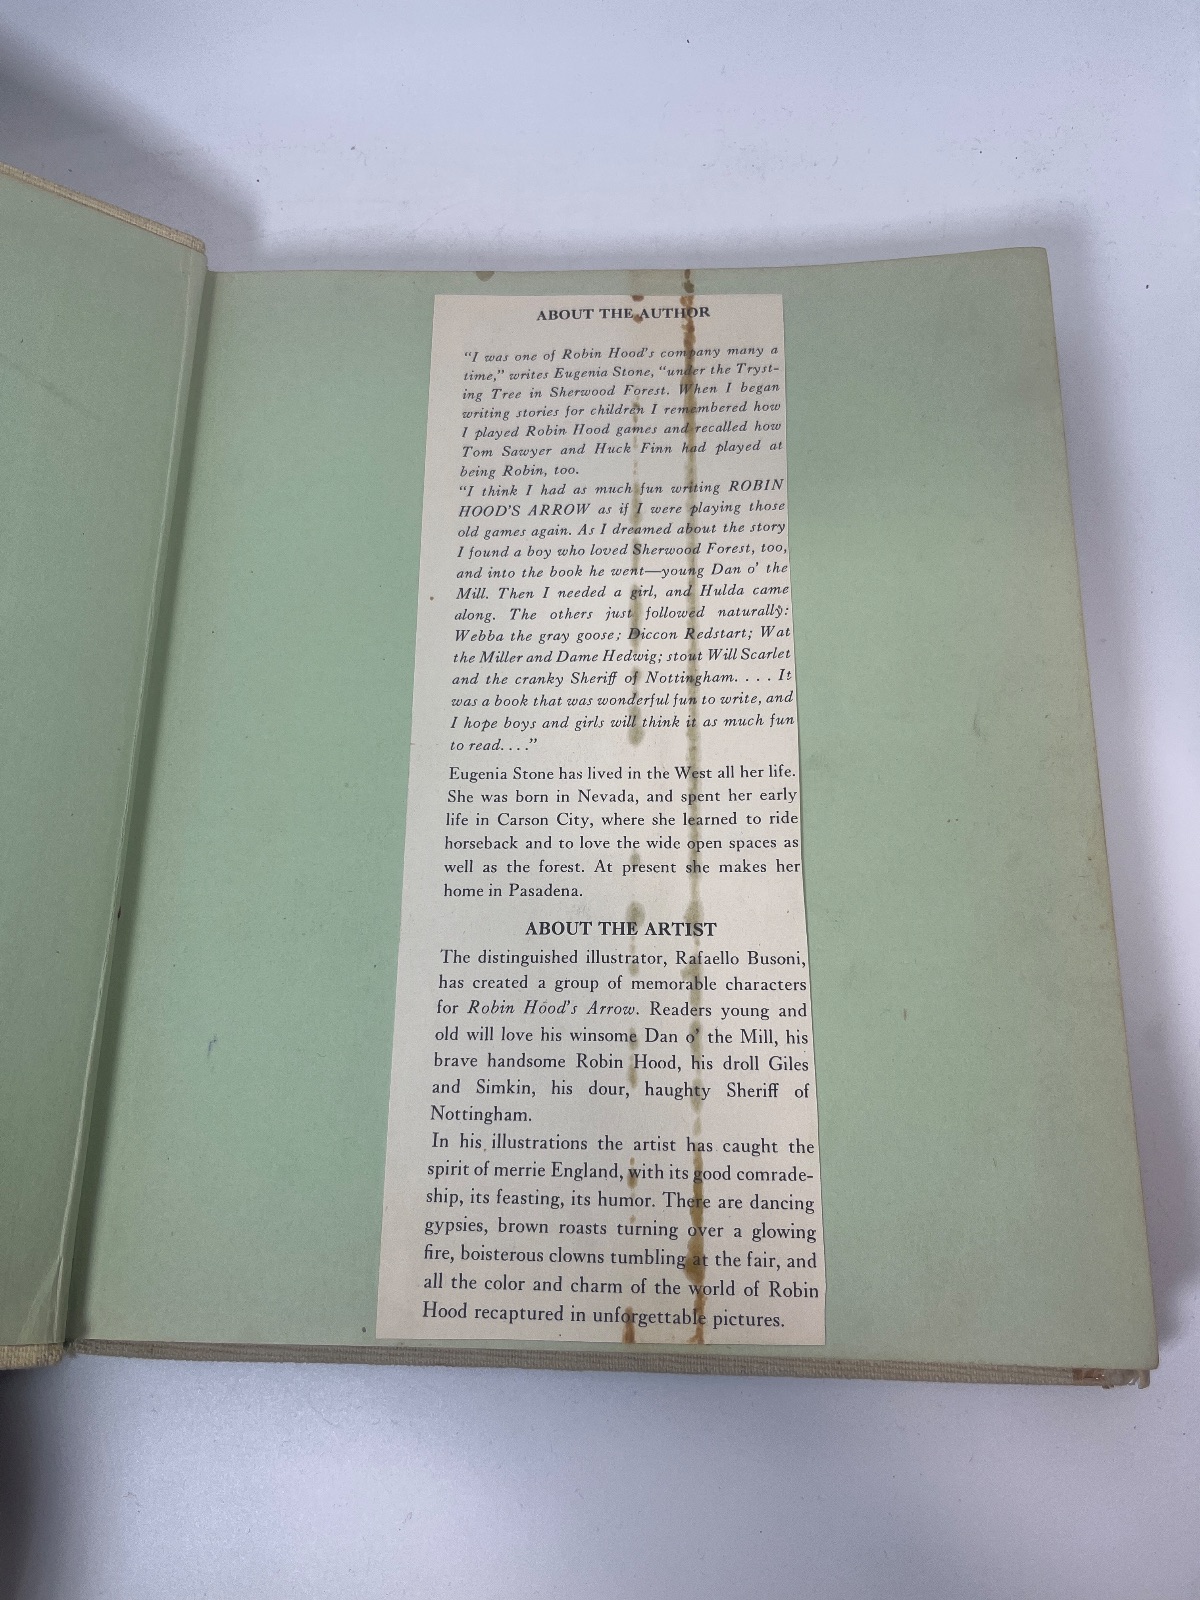 ABOUT THE AUTHOR
“I was one of Robin Hood's company many a
time,” writes Eugenia Stone, “under the Tryst-
ing Tree in Sherwood Forest. When I began
writing stories for children I remembered how
I played Robin Hood games and recalled how
Tom Sawyer and Huck Finn had played at
being Robin, too.
“I think I had as much fun writing ROBIN
HOOD'S ARROW as if I were playing those
old games again. As I dreamed about the story
I found a boy who loved Sherwood Forest, too,
and into the book he went—young Dan o' the
Mill. Then I needed a girl, and Hulda came
along. The others just followed naturally:
Webba the gray goose; Diccon Redstart; Wat
the Miller and Dame Hedwig; stout Will Scarlet
and the cranky Sheriff of Nottingham. . . . It
was a book that was wonderful fun to write, and
I hope boys and girls will think it as much fun
to read. . . .”
Eugenia Stone has lived in the West all her life.
She was born in Nevada, and spent her early
life in Carson City, where she learned to ride
horseback and to love the wide open spaces as
well as the forest. At present she makes her
home in Pasadena.
ABOUT THE ARTIST
The distinguished illustrator, Rafaello Busoni,
has created a group of memorable characters
for Robin Hood's Arrow. Readers young and
old will love his winsome Dan o' the Mill, his
brave handsome Robin Hood, his droll Giles
and Simkin, his dour, haughty Sheriff of
Nottingham.
In his illustrations the artist has caught the
spirit of merrie England, with its good comrade-
ship, its feasting, its humor. There are dancing
gypsies, brown roasts turning over a glowing
fire, boisterous clowns tumbling at the fair, and
all the color and charm of the world of Robin
Hood recaptured in unforgettable pictures.